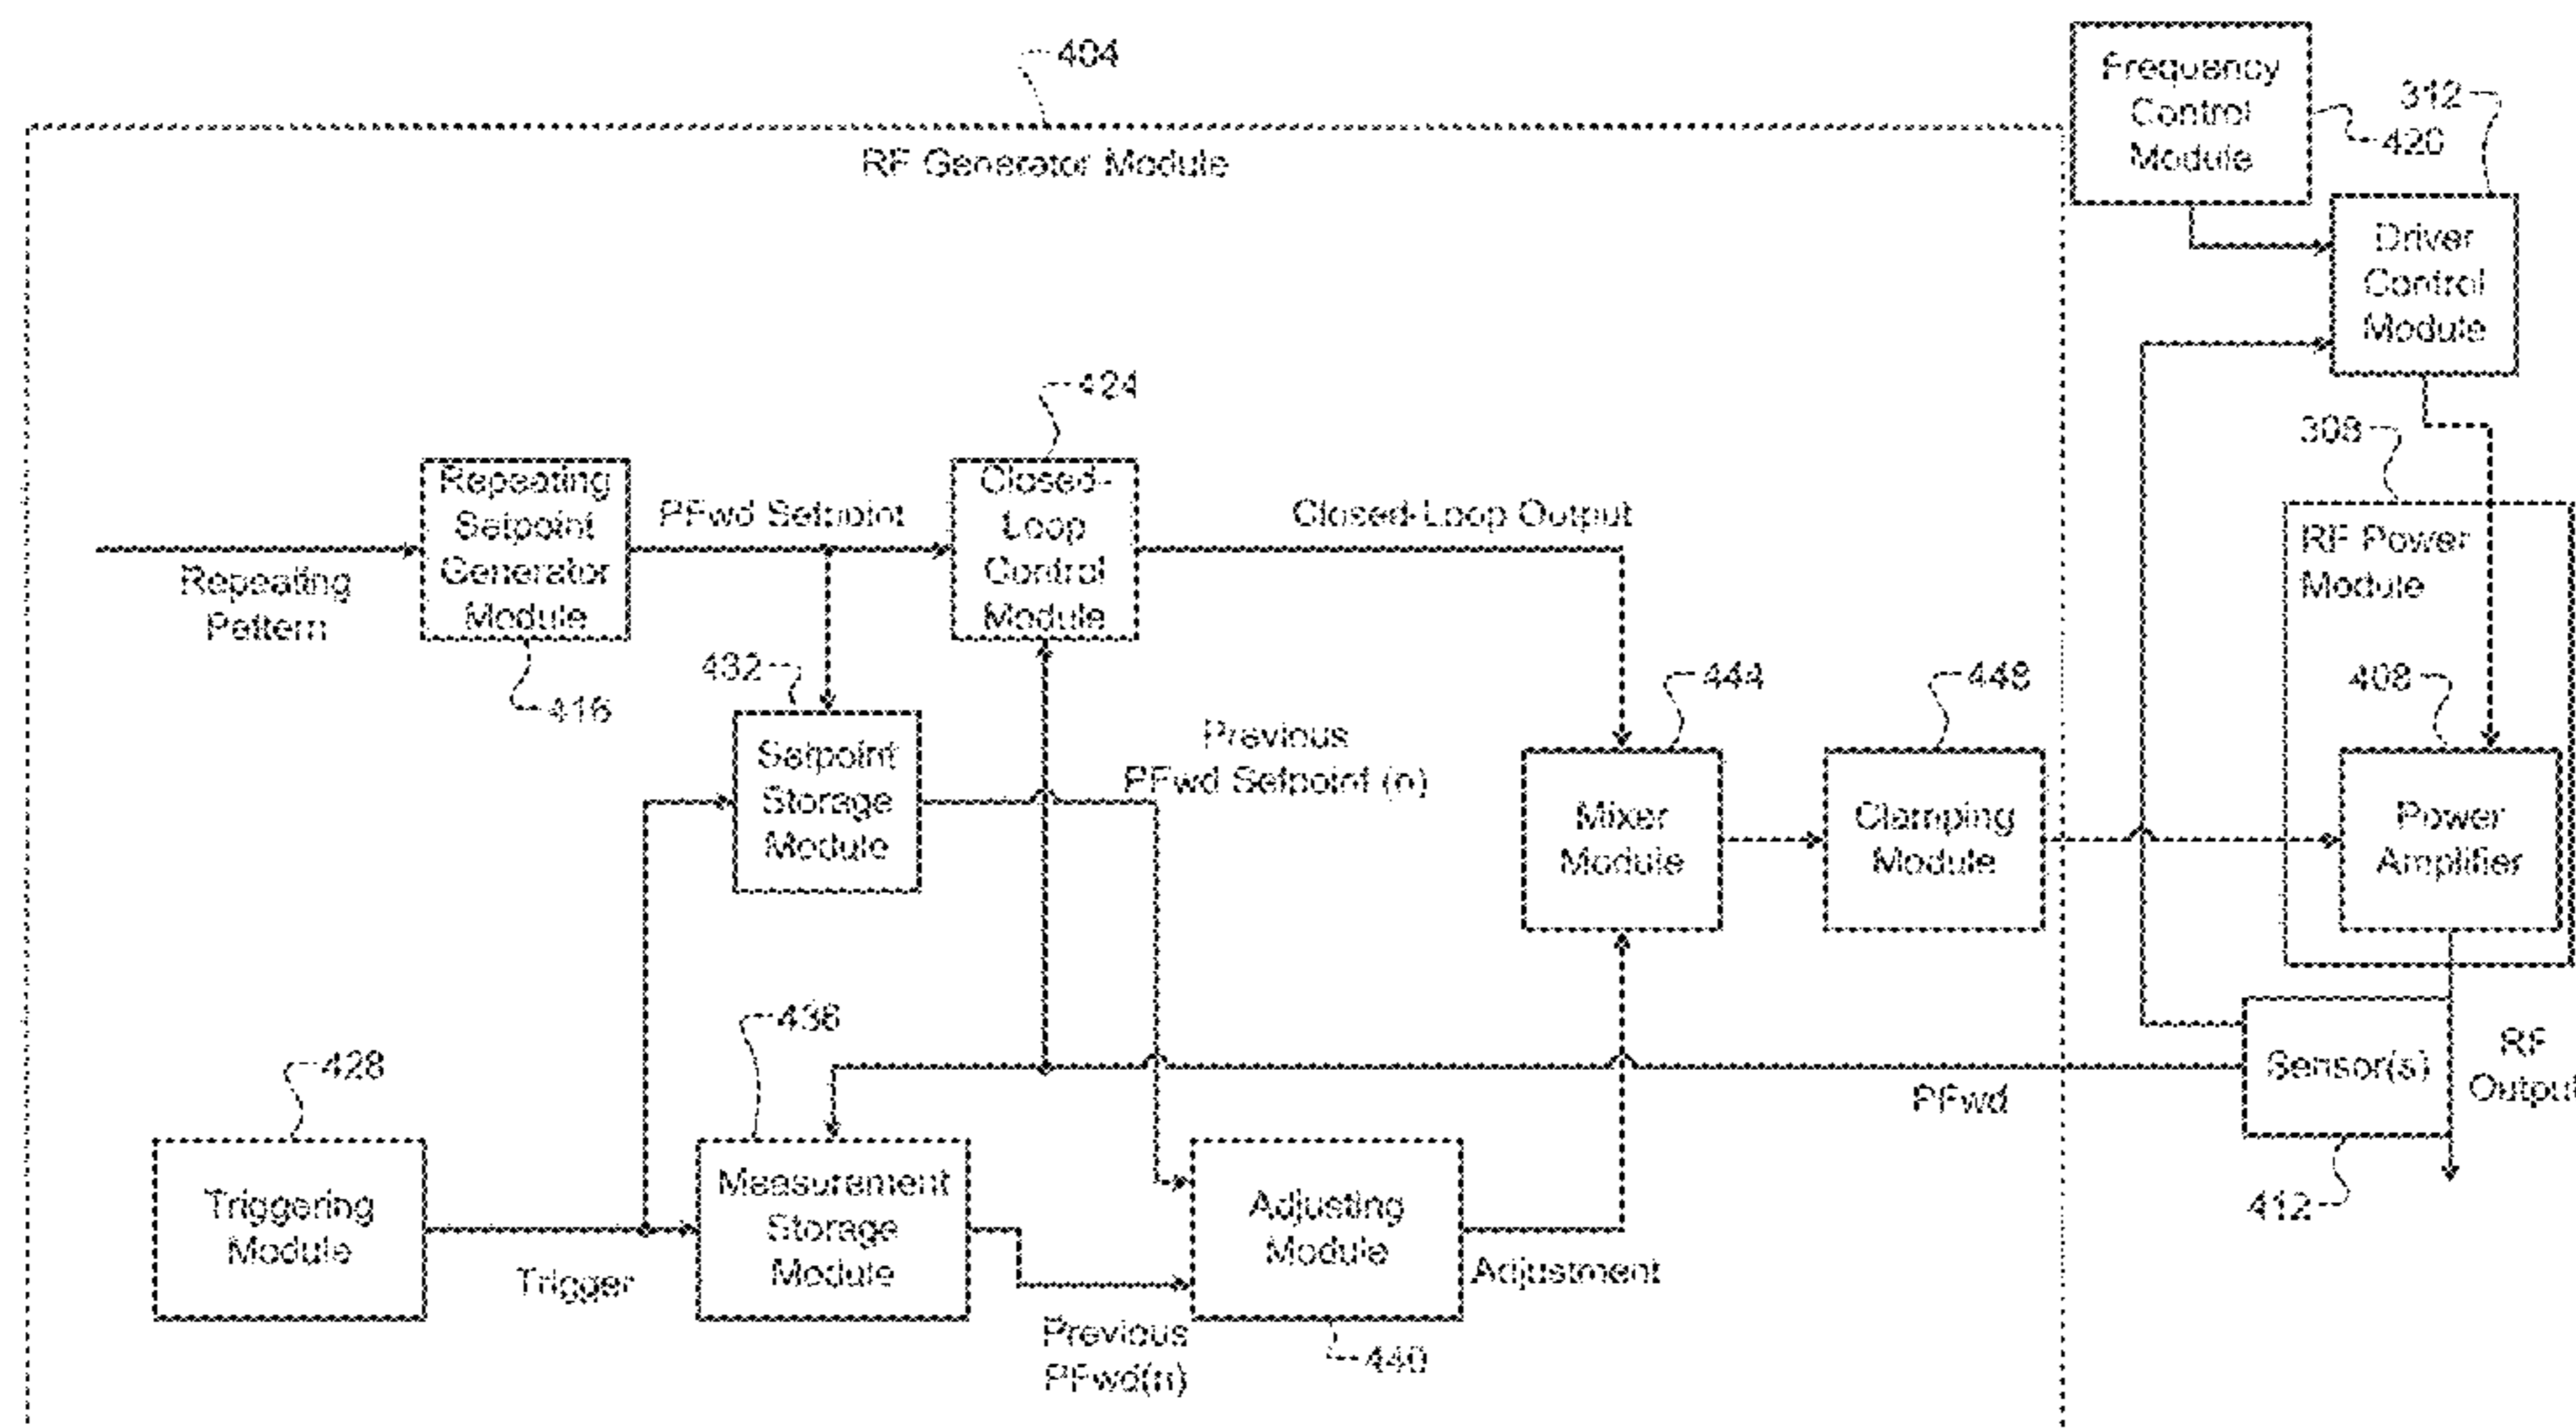 404
RF Generator Module
Frequency
Control
Module
420
312
Driver
Control
Module
424
308
Repeating
Pattern
Repeating
Setpoint
Generator
Module
416
PFwd Setpoint
Closed-
Loop
Control
Module
Closed-Loop Output
RF Power
Module
432
Setpoint
Storage
Module
Previous
PFwd Setpoint (n)
444
Mixer
Module
448
Clamping
Module
408
Power
Amplifier
428
Triggering
Module
Trigger
436
Measurement
Storage
Module
Previous
PFwd(n)
Adjusting
Module
440
Adjustment
PFwd
Sensor(s)
412
RF
Output